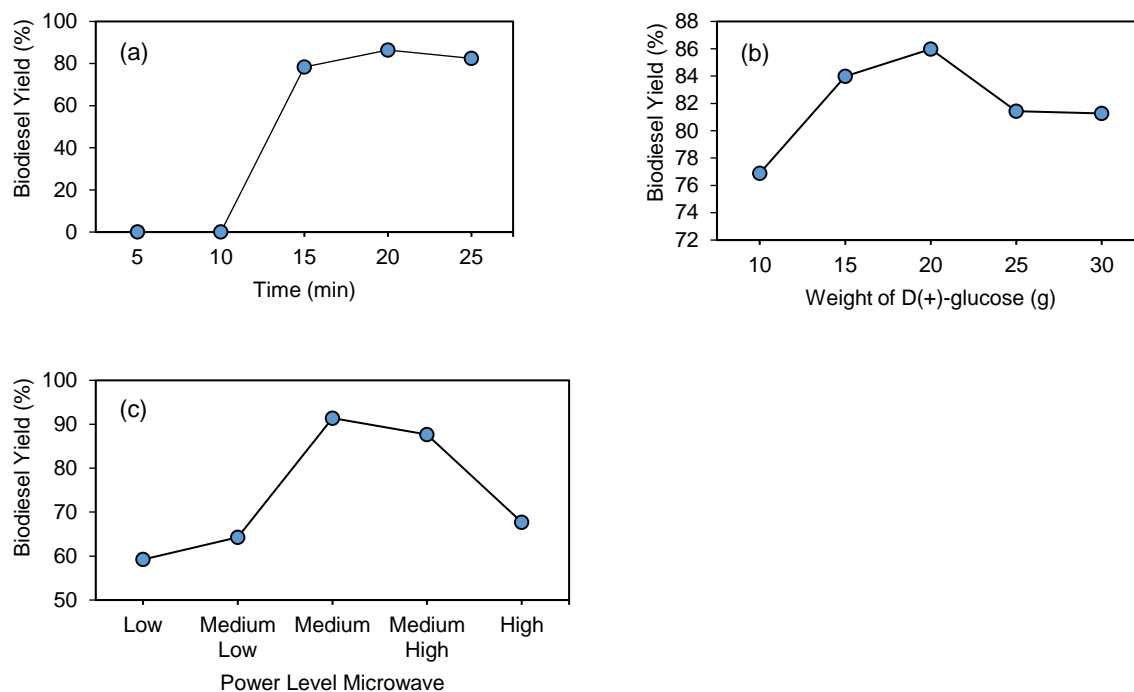 (a)
Biodiesel Yield (%)
100
80
60
40
20
0
5 10 15 20 25
Time (min)
(b)
Biodiesel Yield (%)
88
86
84
82
80
78
76
74
72
10 15 20 25 30
Weight of D(+)-glucose (g)
(c)
Biodiesel Yield (%)
100
90
80
70
60
50
Low Medium Medium Medium High
Low High
Power Level Microwave